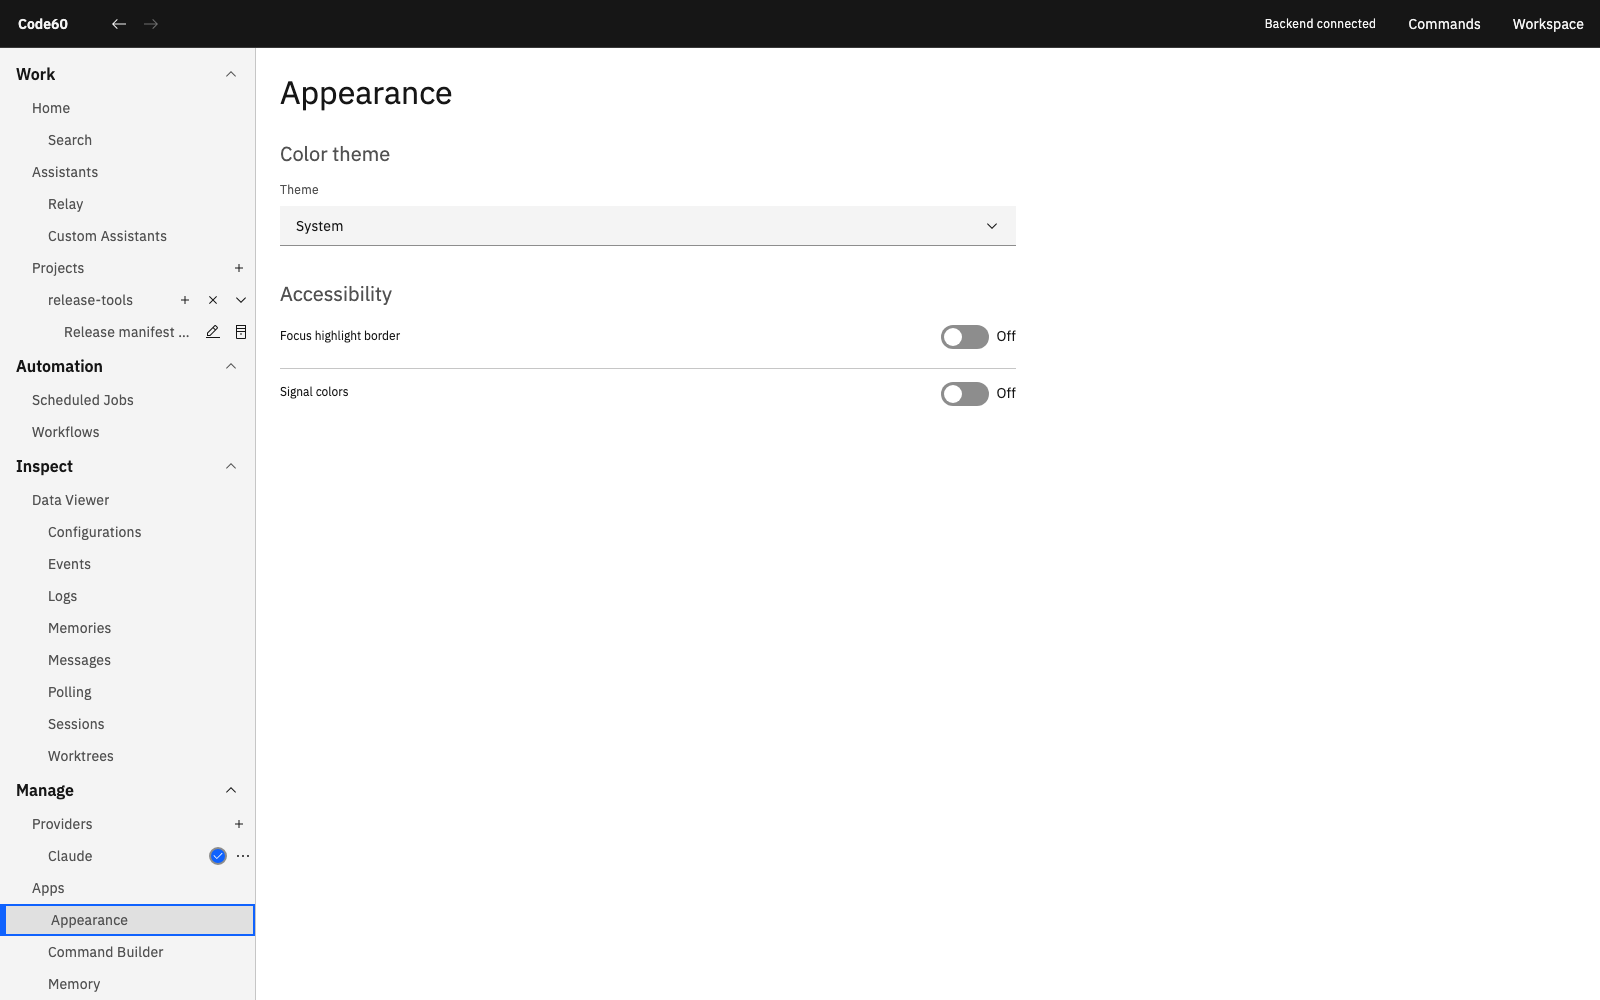 Code60
Backend connected
Commands
Workspace
Work
Home
Search
Assistants
Relay
Custom Assistants
Projects
release-tools
Release manifest ...
Automation
Scheduled Jobs
Workflows
Inspect
Data Viewer
Configurations
Events
Logs
Memories
Messages
Polling
Sessions
Worktrees
Manage
Providers
Claude
Apps
Appearance
Command Builder
Memory
Appearance
Color theme
Theme
System
Accessibility
Focus highlight border
Off
Signal colors
Off